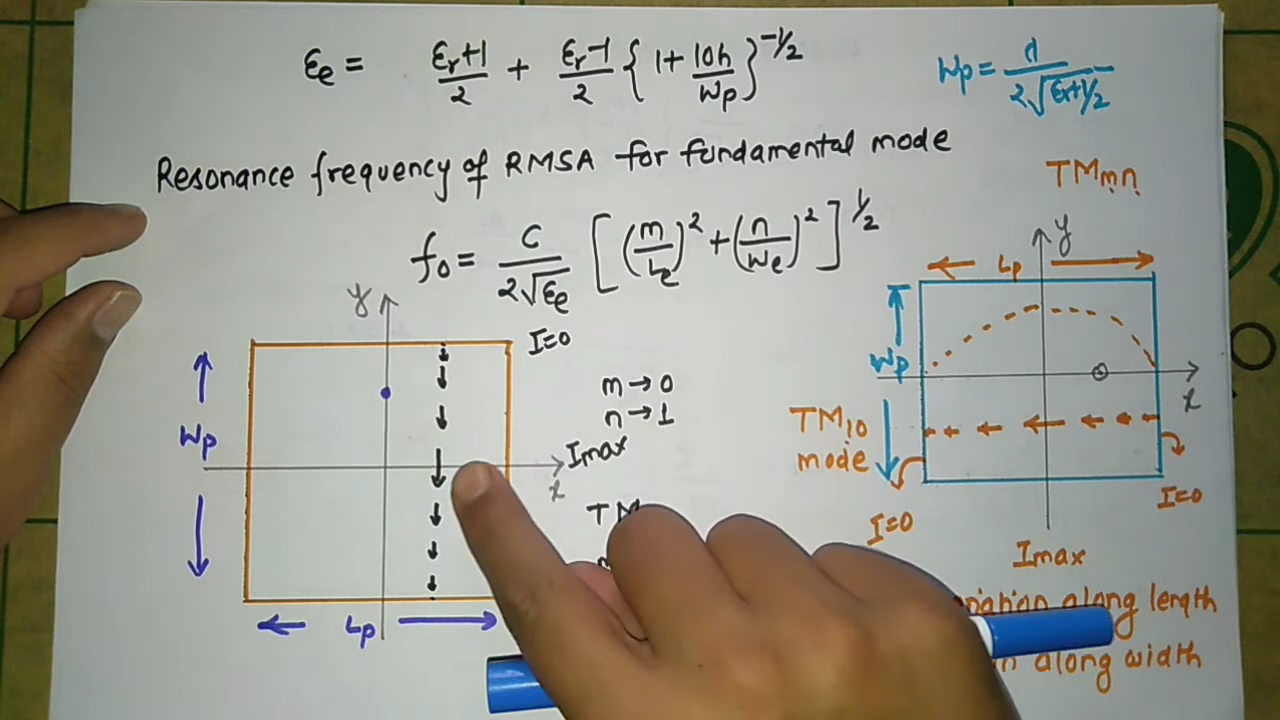 εe = (εr+1)/2 + (εr-1)/2 {1+ 10h/Wp}^-1/2
Wp = λ/2√εr+1/2
Resonance frequency of RMSA for fundamental mode
TMmn
f0 = C/2√εe [(m/Le)² + (n/We)²]^1/2
y
I=0
Wp
m→0
n→1
Imax
x
TM
Lp
y
Lp
Wp
x
TM10
mode
I=0
I=0
Imax
along length
along width